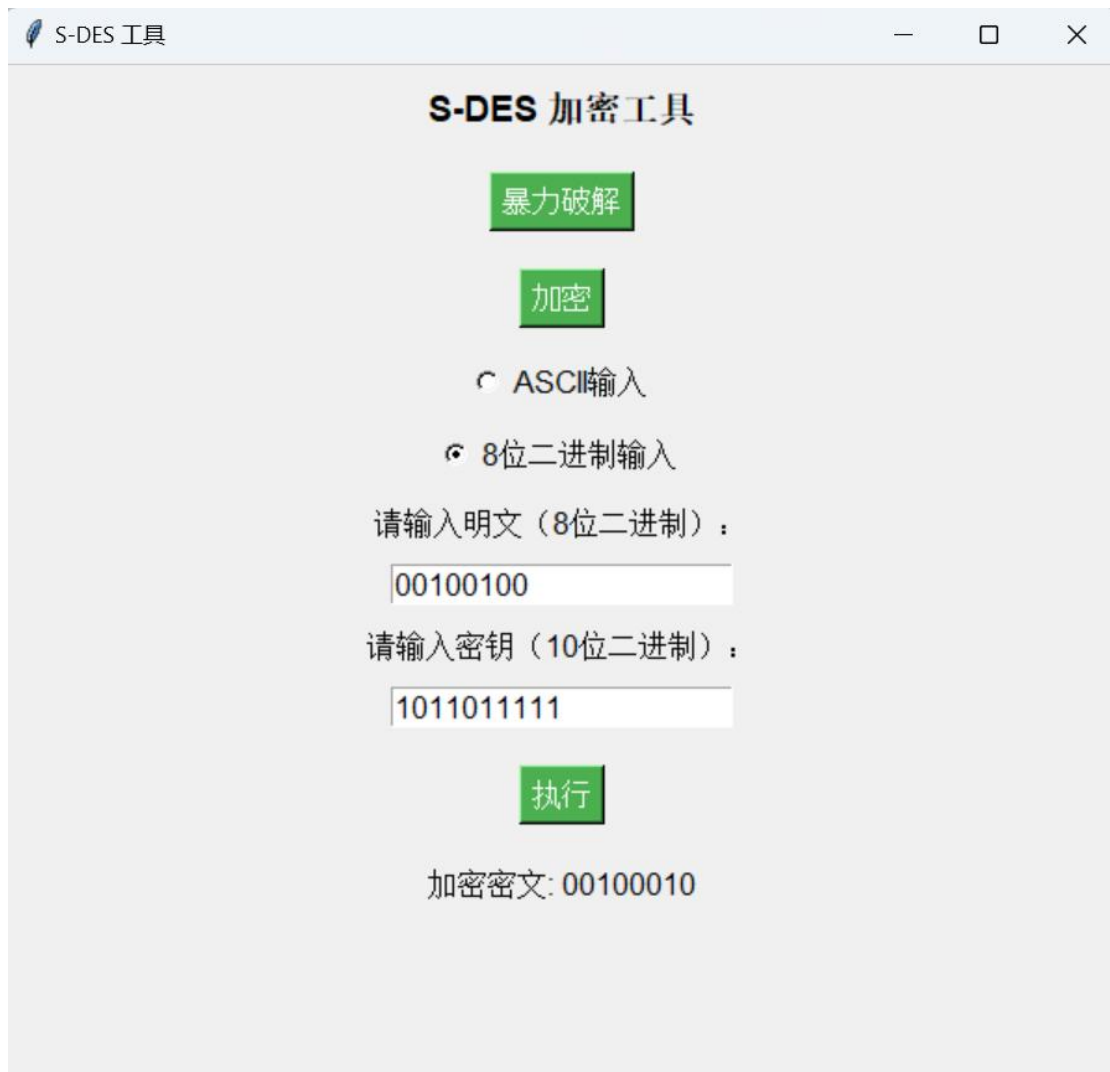 S-DES 工具
S-DES 加密工具
暴力破解
加密
ASCII输入
8位二进制输入
请输入明文（8位二进制）：
00100100
请输入密钥（10位二进制）：
1011011111
执行
加密密文: 00100010